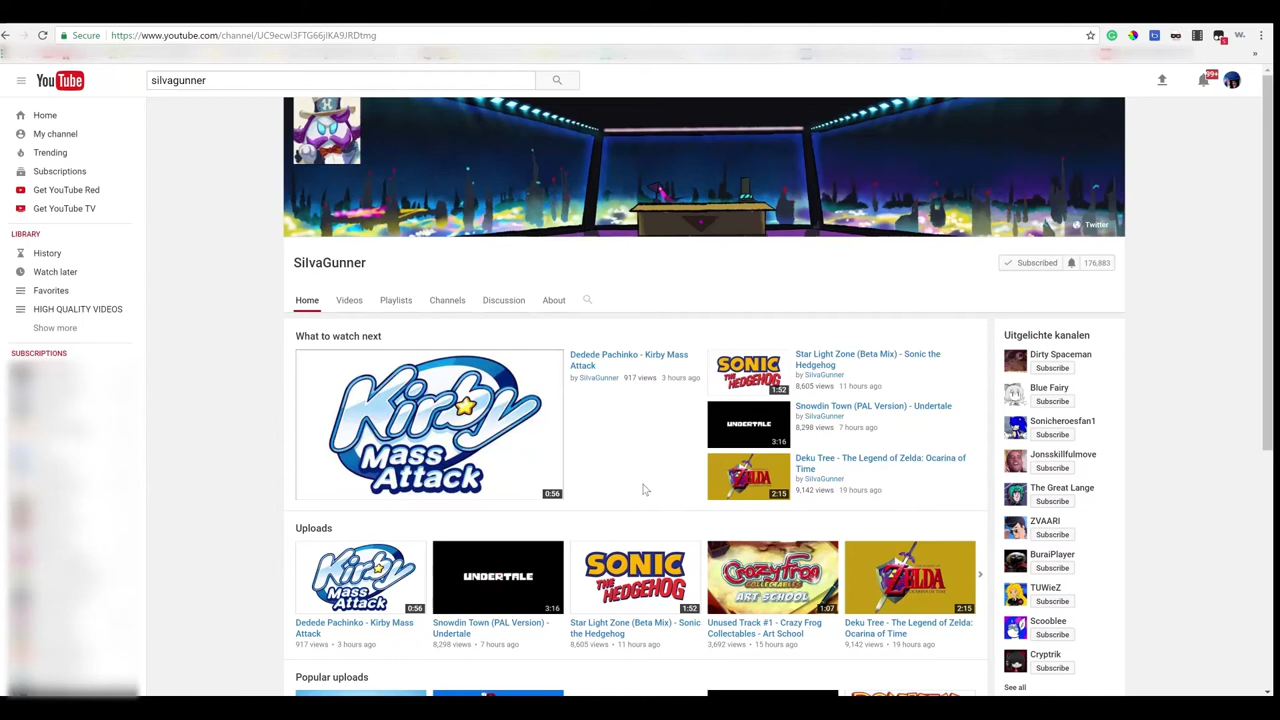 Secure https://www.youtube.com/channel/UC9ecwl3FTG66jIKA9JRDtmg
W.
5
YouTube
silvagunner
99+
Home
My channel
Trending
Subscriptions
Get YouTube Red
Get YouTube TV
LIBRARY
History
Watch later
Favorites
HIGH QUALITY VIDEOS
Show more
SUBSCRIPTIONS
Twitter
SilvaGunner
Subscribed 176,883
Home Videos Playlists Channels Discussion About
What to watch next
Kirby
Mass
Attack
0:56
Dedede Pachinko - Kirby Mass
Attack
by SilvaGunner 917 views 3 hours ago
SONIC
THE HEDGEHOG
1:52
Star Light Zone (Beta Mix) - Sonic the
Hedgehog
by SilvaGunner
8,605 views 11 hours ago
UNDERTALE
3:16
Snowdin Town (PAL Version) - Undertale
by SilvaGunner
8,298 views 7 hours ago
ZELDA
2:15
Deku Tree - The Legend of Zelda: Ocarina of
Time
by SilvaGunner
9,142 views 19 hours ago
Uploads
Kirby
Mass
Attack
0:56
Dedede Pachinko - Kirby Mass
Attack
917 views • 3 hours ago
UNDERTALE
3:16
Snowdin Town (PAL Version) -
Undertale
8,298 views • 7 hours ago
SONIC
THE HEDGEHOG
1:52
Star Light Zone (Beta Mix) - Sonic
the Hedgehog
8,605 views • 11 hours ago
CRAZY FROG
COLLECTABLES
ART SCHOOL
1:07
Unused Track #1 - Crazy Frog
Collectables - Art School
3,692 views • 15 hours ago
ZELDA
2:15
Deku Tree - The Legend of Zelda:
Ocarina of Time
9,142 views • 19 hours ago
Popular uploads
Uitgelichte kanalen
Dirty Spaceman
Subscribe
Blue Fairy
Subscribe
Sonicheroesfan1
Subscribe
Jonsskillfulmove
Subscribe
The Great Lange
Subscribe
ZVAARI
Subscribe
BuraiPlayer
Subscribe
TUWieZ
Subscribe
Scooblee
Subscribe
Cryptrik
Subscribe
See all